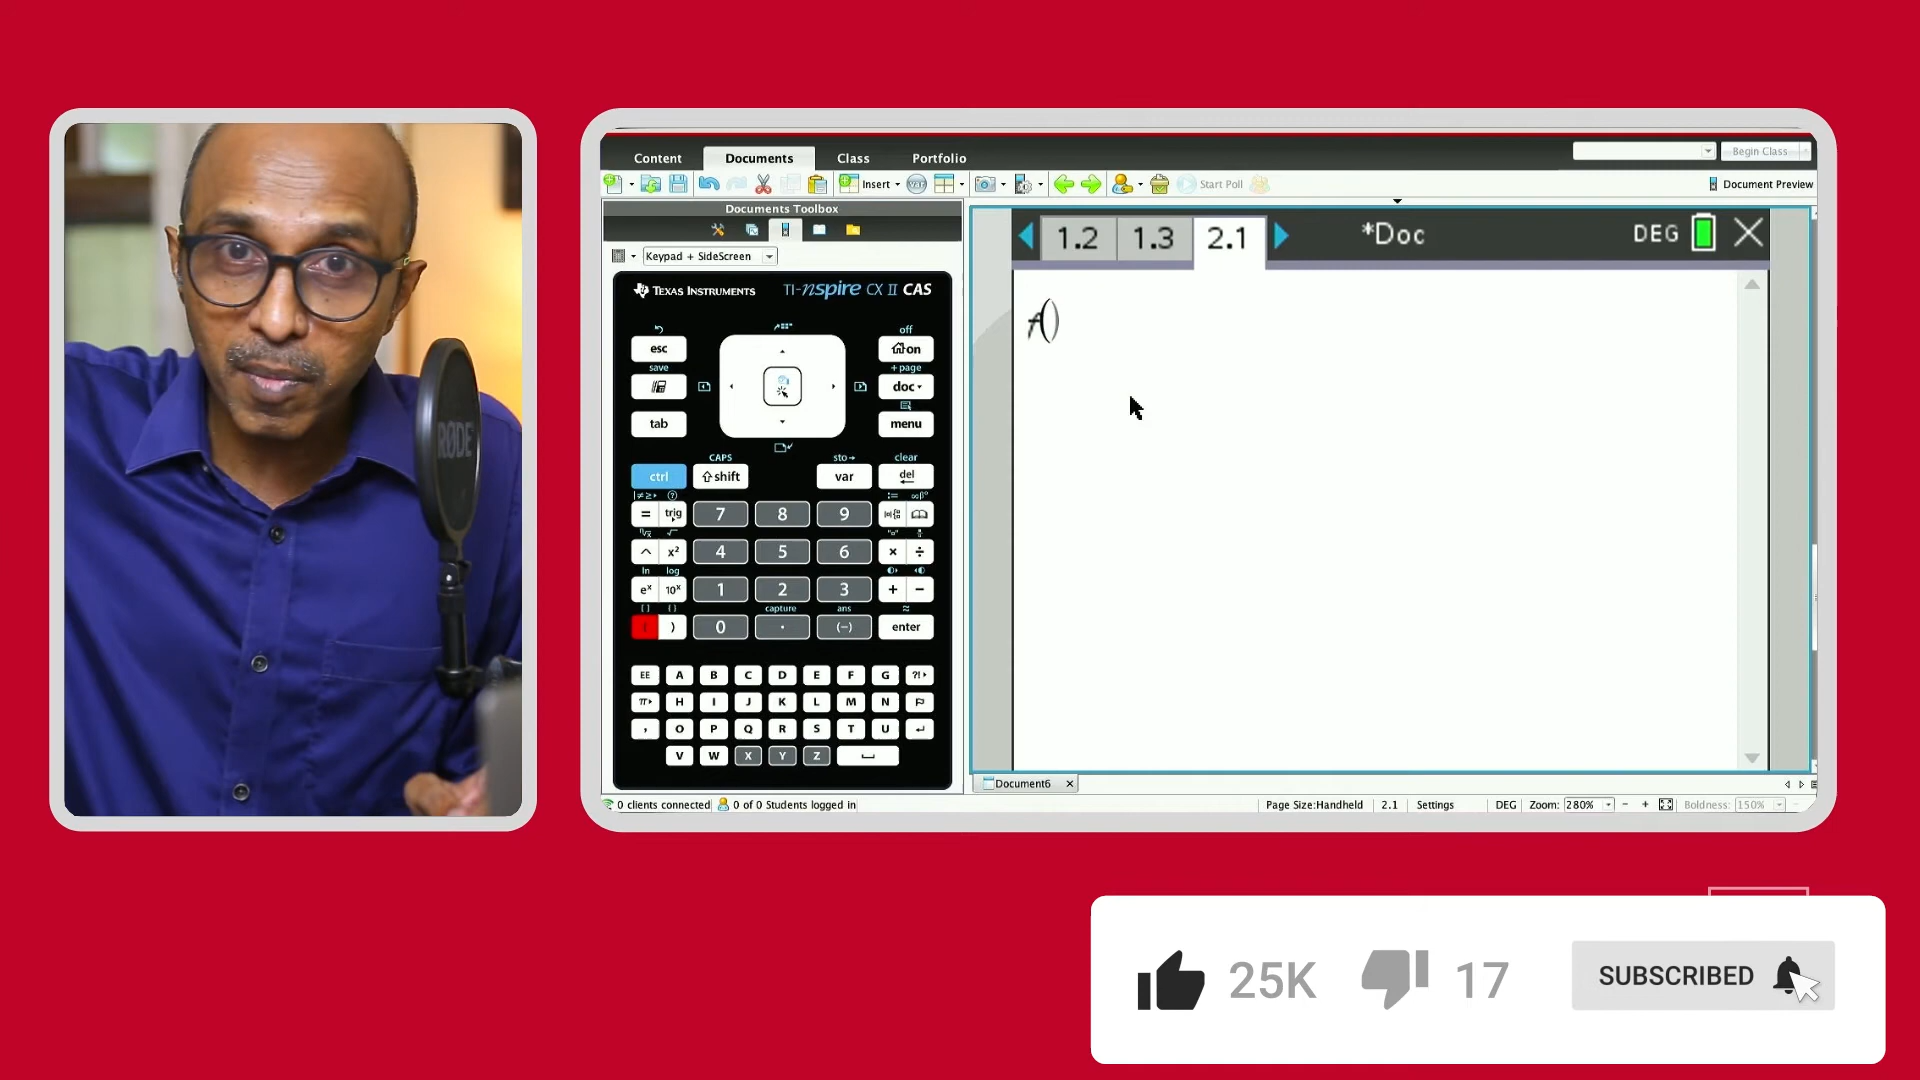 Content Documents Class Portfolio Begin Class
Insert var Start Poll Document Preview
Documents Toolbox
Keypad + SideScreen
TEXAS INSTRUMENTS TI-nspire CX II CAS
1.2 1.3 2.1 *Doc DEG
f()
off
esc on
save + page
doc
tab menu
CAPS sto→ clear
ctrl shift var del
= trig 7 8 9
^ x² 4 5 6 × ÷
ln log
eˣ 10ˣ 1 2 3 + −
[ ] { } capture ans ≈
( ) 0 . (−) enter
EE A B C D E F G ?!▸
π▸ H I J K L M N
, O P Q R S T U
V W X Y Z
Document6
0 clients connected 0 of 0 Students logged in Page Size:Handheld 2.1 Settings DEG Zoom: 280% − + Boldness: 150%
RØDE
25K 17 SUBSCRIBED